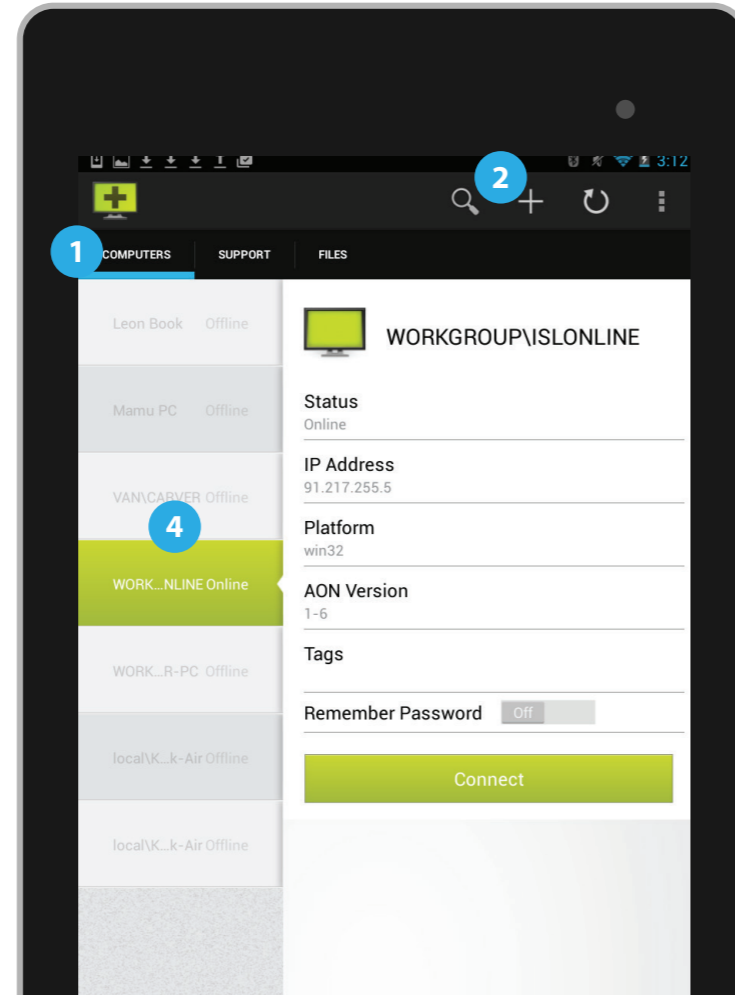 3:12
2
1
COMPUTERS SUPPORT FILES
Leon Book Offline
Mamu PC Offline
VAN\CARVER Offline
4
WORK...NLINE Online
WORK...R-PC Offline
local\K...k-Air Offline
local\K...k-Air Offline
WORKGROUP\ISLONLINE
Status
Online
IP Address
91.217.255.5
Platform
win32
AON Version
1-6
Tags
Remember Password Off
Connect